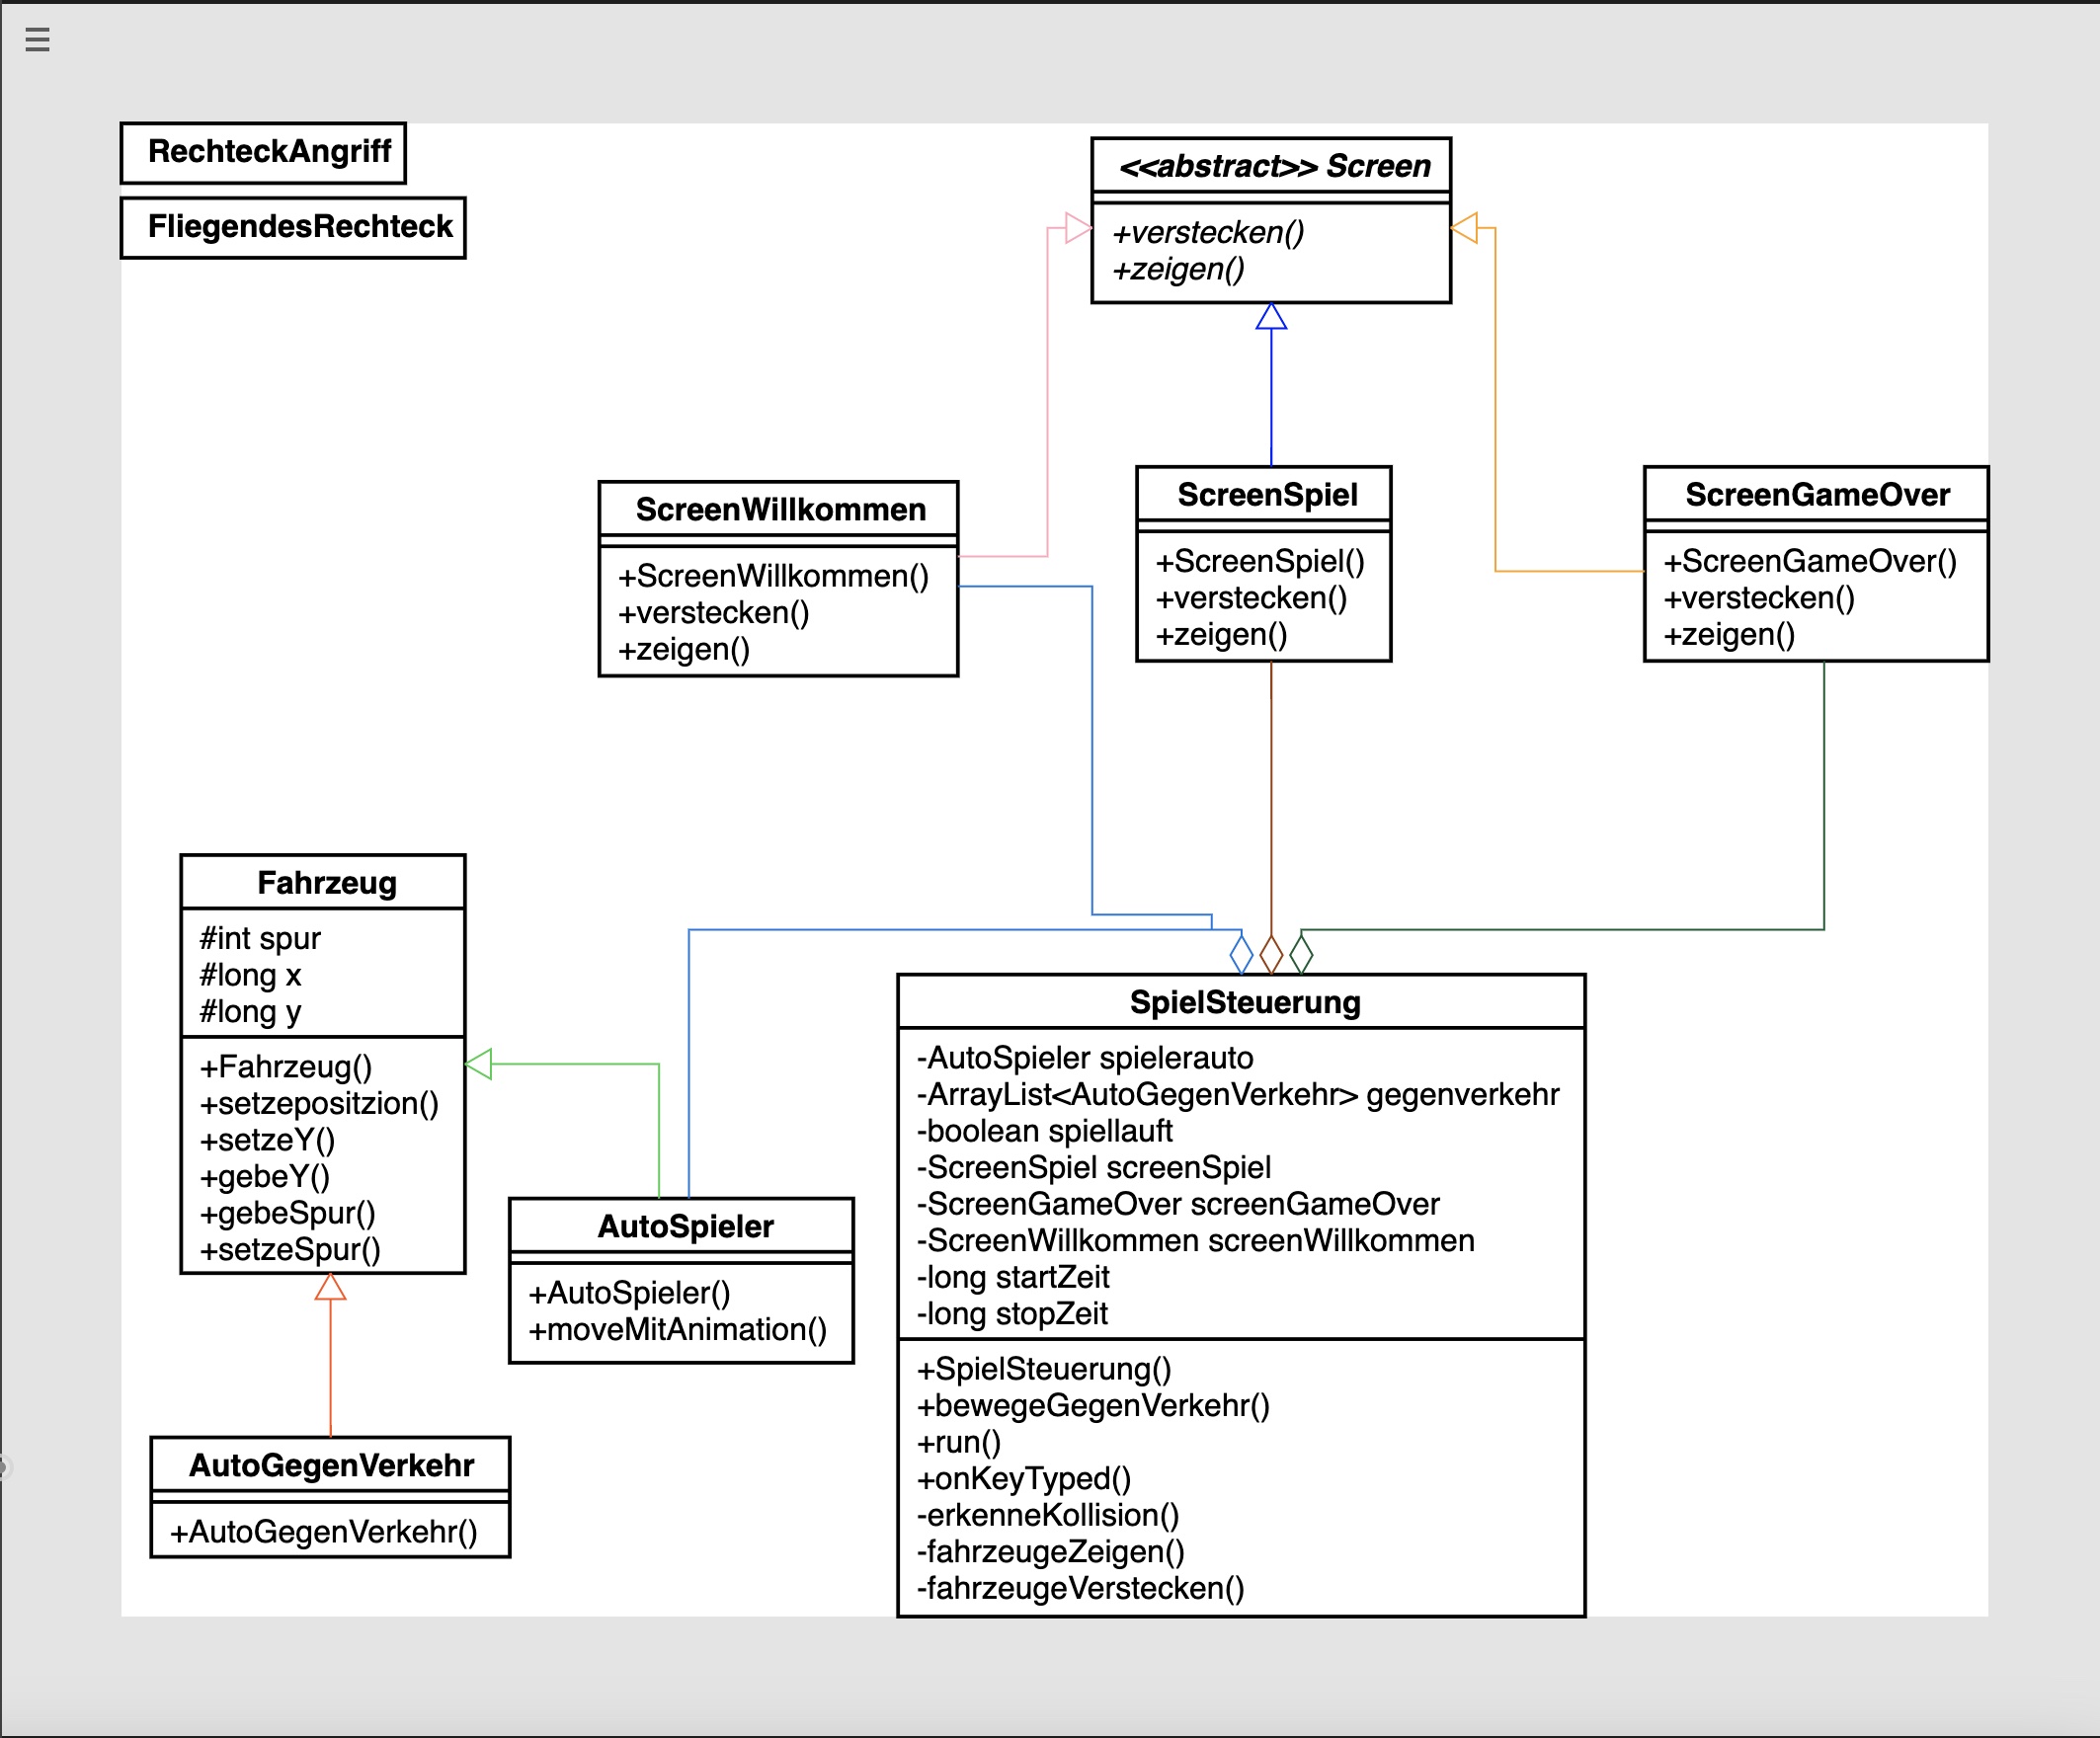 RechteckAngriff
FliegendesRechteck
<<abstract>> Screen
+verstecken()
+zeigen()
ScreenWillkommen
+ScreenWillkommen()
+verstecken()
+zeigen()
ScreenSpiel
+ScreenSpiel()
+verstecken()
+zeigen()
ScreenGameOver
+ScreenGameOver()
+verstecken()
+zeigen()
Fahrzeug
#int spur
#long x
#long y
+Fahrzeug()
+setzepositzion()
+setzeY()
+gebeY()
+gebeSpur()
+setzeSpur()
AutoSpieler
+AutoSpieler()
+moveMitAnimation()
AutoGegenVerkehr
+AutoGegenVerkehr()
SpielSteuerung
-AutoSpieler spielerauto
-ArrayList<AutoGegenVerkehr> gegenverkehr
-boolean spiellauft
-ScreenSpiel screenSpiel
-ScreenGameOver screenGameOver
-ScreenWillkommen screenWillkommen
-long startZeit
-long stopZeit
+SpielSteuerung()
+bewegeGegenVerkehr()
+run()
+onKeyTyped()
-erkenneKollision()
-fahrzeugeZeigen()
-fahrzeugeVerstecken()